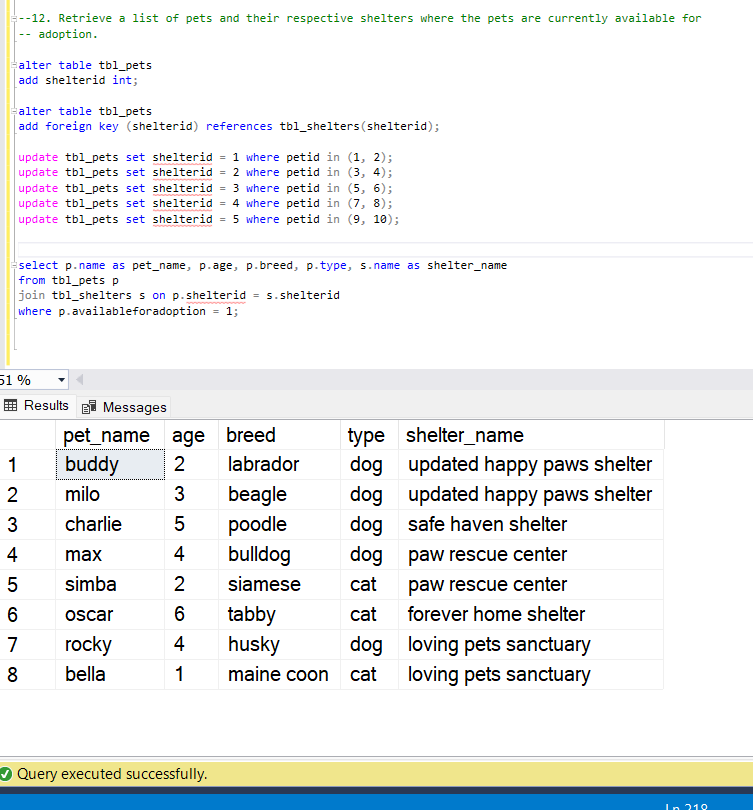 --12. Retrieve a list of pets and their respective shelters where the pets are currently available for
-- adoption.
alter table tbl_pets
add shelterid int;
alter table tbl_pets
add foreign key (shelterid) references tbl_shelters(shelterid);
update tbl_pets set shelterid = 1 where petid in (1, 2);
update tbl_pets set shelterid = 2 where petid in (3, 4);
update tbl_pets set shelterid = 3 where petid in (5, 6);
update tbl_pets set shelterid = 4 where petid in (7, 8);
update tbl_pets set shelterid = 5 where petid in (9, 10);
select p.name as pet_name, p.age, p.breed, p.type, s.name as shelter_name
from tbl_pets p
join tbl_shelters s on p.shelterid = s.shelterid
where p.availableforadoption = 1;
51 %
Results Messages
pet_name age breed type shelter_name
1 buddy 2 labrador dog updated happy paws shelter
2 milo 3 beagle dog updated happy paws shelter
3 charlie 5 poodle dog safe haven shelter
4 max 4 bulldog dog paw rescue center
5 simba 2 siamese cat paw rescue center
6 oscar 6 tabby cat forever home shelter
7 rocky 4 husky dog loving pets sanctuary
8 bella 1 maine coon cat loving pets sanctuary
Query executed successfully.
Ln 218